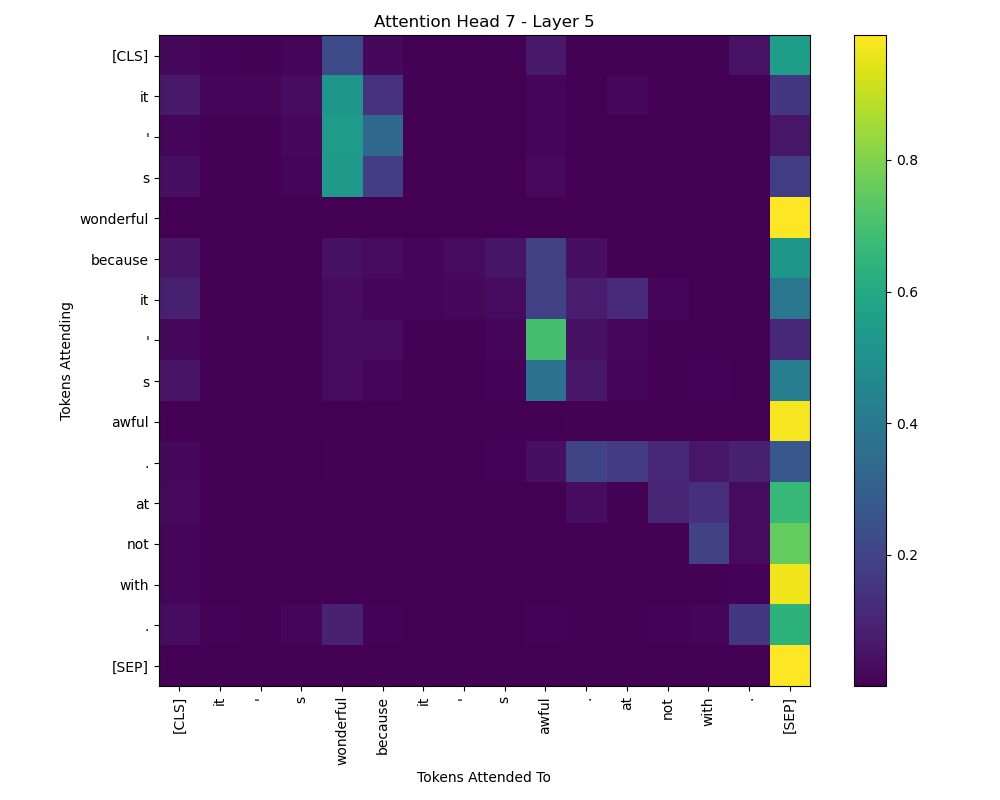 Attention Head 7 - Layer 5
Tokens Attending
[CLS]
it
'
s
wonderful
because
it
'
s
awful
.
at
not
with
.
[SEP]
[CLS]
it
'
s
wonderful
because
it
'
s
awful
.
at
not
with
.
[SEP]
Tokens Attended To
0.8
0.6
0.4
0.2